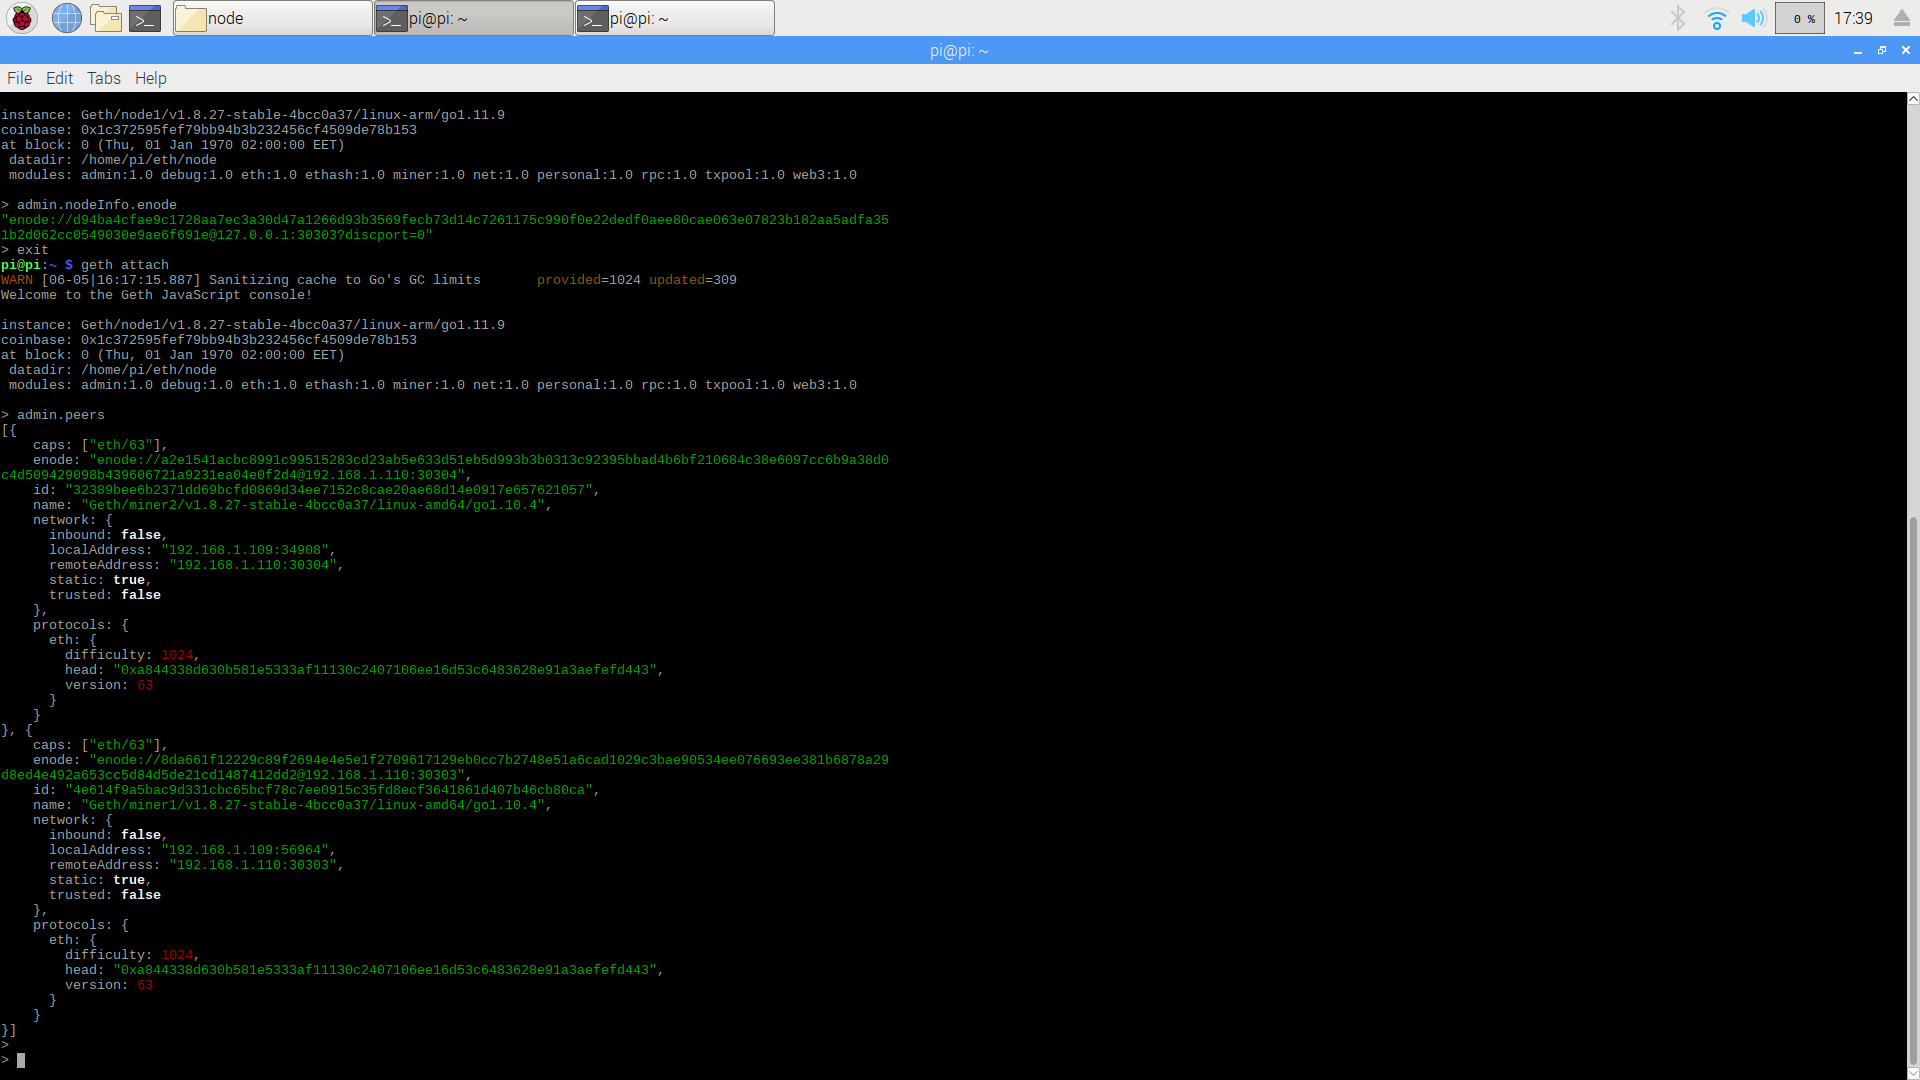 node
pi@pi: ~
pi@pi: ~
0 %
17:39
pi@pi: ~
File Edit Tabs Help
instance: Geth/node1/v1.8.27-stable-4bcc0a37/linux-arm/go1.11.9
coinbase: 0x1c372595fef79bb94b3b232456cf4509de78b153
at block: 0 (Thu, 01 Jan 1970 02:00:00 EET)
 datadir: /home/pi/eth/node
 modules: admin:1.0 debug:1.0 eth:1.0 ethash:1.0 miner:1.0 net:1.0 personal:1.0 rpc:1.0 txpool:1.0 web3:1.0
> admin.nodeInfo.enode
"enode://d94ba4cfae9c1728aa7ec3a30d47a1266d93b3569fecb73d14c7261175c990f0e22dedf0aee80cae063e07823b182aa5adfa35
1b2d062cc0549030e9ae6f691e@127.0.0.1:30303?discport=0"
> exit
pi@pi:~ $ geth attach
WARN [06-05|16:17:15.887] Sanitizing cache to Go's GC limits       provided=1024 updated=309
Welcome to the Geth JavaScript console!
instance: Geth/node1/v1.8.27-stable-4bcc0a37/linux-arm/go1.11.9
coinbase: 0x1c372595fef79bb94b3b232456cf4509de78b153
at block: 0 (Thu, 01 Jan 1970 02:00:00 EET)
 datadir: /home/pi/eth/node
 modules: admin:1.0 debug:1.0 eth:1.0 ethash:1.0 miner:1.0 net:1.0 personal:1.0 rpc:1.0 txpool:1.0 web3:1.0
> admin.peers
[{
    caps: ["eth/63"],
    enode: "enode://a2e1541acbc8991c99515283cd23ab5e633d51eb5d993b3b0313c92395bbad4b6bf210684c38e6097cc6b9a38d0
c4d509429098b439606721a9231ea04e0f2d4@192.168.1.110:30304",
    id: "32389bee6b2371dd69bcfd0869d34ee7152c8cae20ae68d14e0917e657621057",
    name: "Geth/miner2/v1.8.27-stable-4bcc0a37/linux-amd64/go1.10.4",
    network: {
      inbound: false,
      localAddress: "192.168.1.109:34908",
      remoteAddress: "192.168.1.110:30304",
      static: true,
      trusted: false
    },
    protocols: {
      eth: {
        difficulty: 1024,
        head: "0xa844338d630b581e5333af11130c2407106ee16d53c6483628e91a3aefefd443",
        version: 63
      }
    }
}, {
    caps: ["eth/63"],
    enode: "enode://8da661f12229c89f2694e4e5e1f2709617129eb0cc7b2748e51a6cad1029c3bae90534ee076693ee381b6878a29
d8ed4e492a653cc5d84d5de21cd1487412dd2@192.168.1.110:30303",
    id: "4e614f9a5bac9d331cbc65bcf78c7ee0915c35fd8ecf3641861d407b46cb80ca",
    name: "Geth/miner1/v1.8.27-stable-4bcc0a37/linux-amd64/go1.10.4",
    network: {
      inbound: false,
      localAddress: "192.168.1.109:56964",
      remoteAddress: "192.168.1.110:30303",
      static: true,
      trusted: false
    },
    protocols: {
      eth: {
        difficulty: 1024,
        head: "0xa844338d630b581e5333af11130c2407106ee16d53c6483628e91a3aefefd443",
        version: 63
      }
    }
}]
>
>